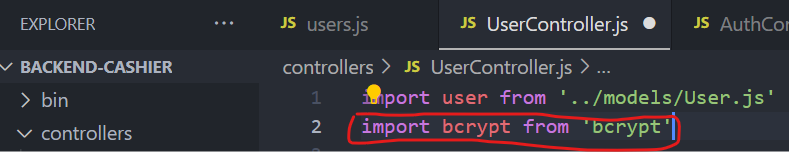 EXPLORER ...
JS users.js JS UserController.js ● JS AuthCon
BACKEND-CASHIER
controllers > JS UserController.js > ...
bin
controllers
1 import user from '../models/User.js'
2 import bcrypt from 'bcrypt'